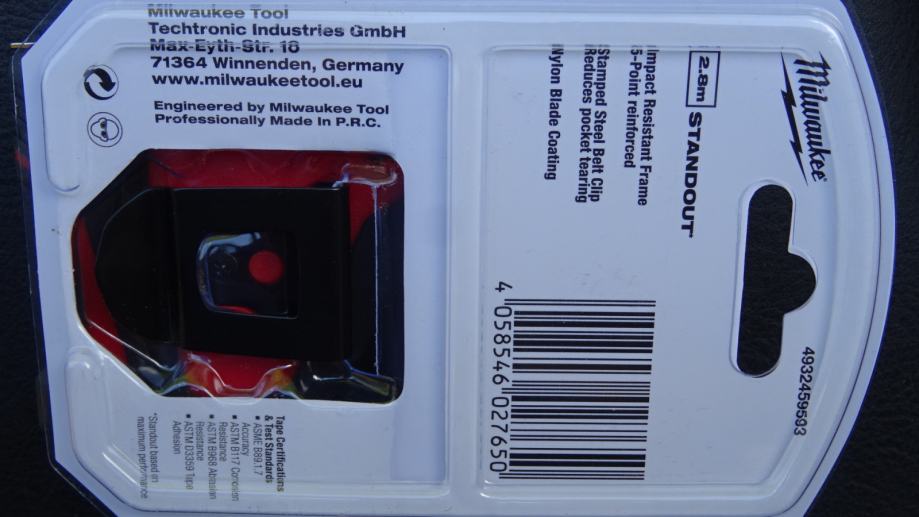 Milwaukee Tool
Techtronic Industries GmbH
Max-Eyth-Str. 10
71364 Winnenden, Germany
www.milwaukeetool.eu
Engineered by Milwaukee Tool
Professionally Made In P.R.C.
Milwaukee
4932459593
2.8m STANDOUT*
Impact Resistant Frame
5-Point reinforced
Stamped Steel Belt Clip
Reduces pocket tearing
Nylon Blade Coating
4 058546 027650
Tape Certifications
& Test Standards
▪ ASME B89.1.7
Accuracy
▪ ASTM B117 Corrosion
Resistance
▪ ASTM B968 Abrasion
Resistance
▪ ASTM D3359 Tape
Adhesion
*Standout based on
maximum performance